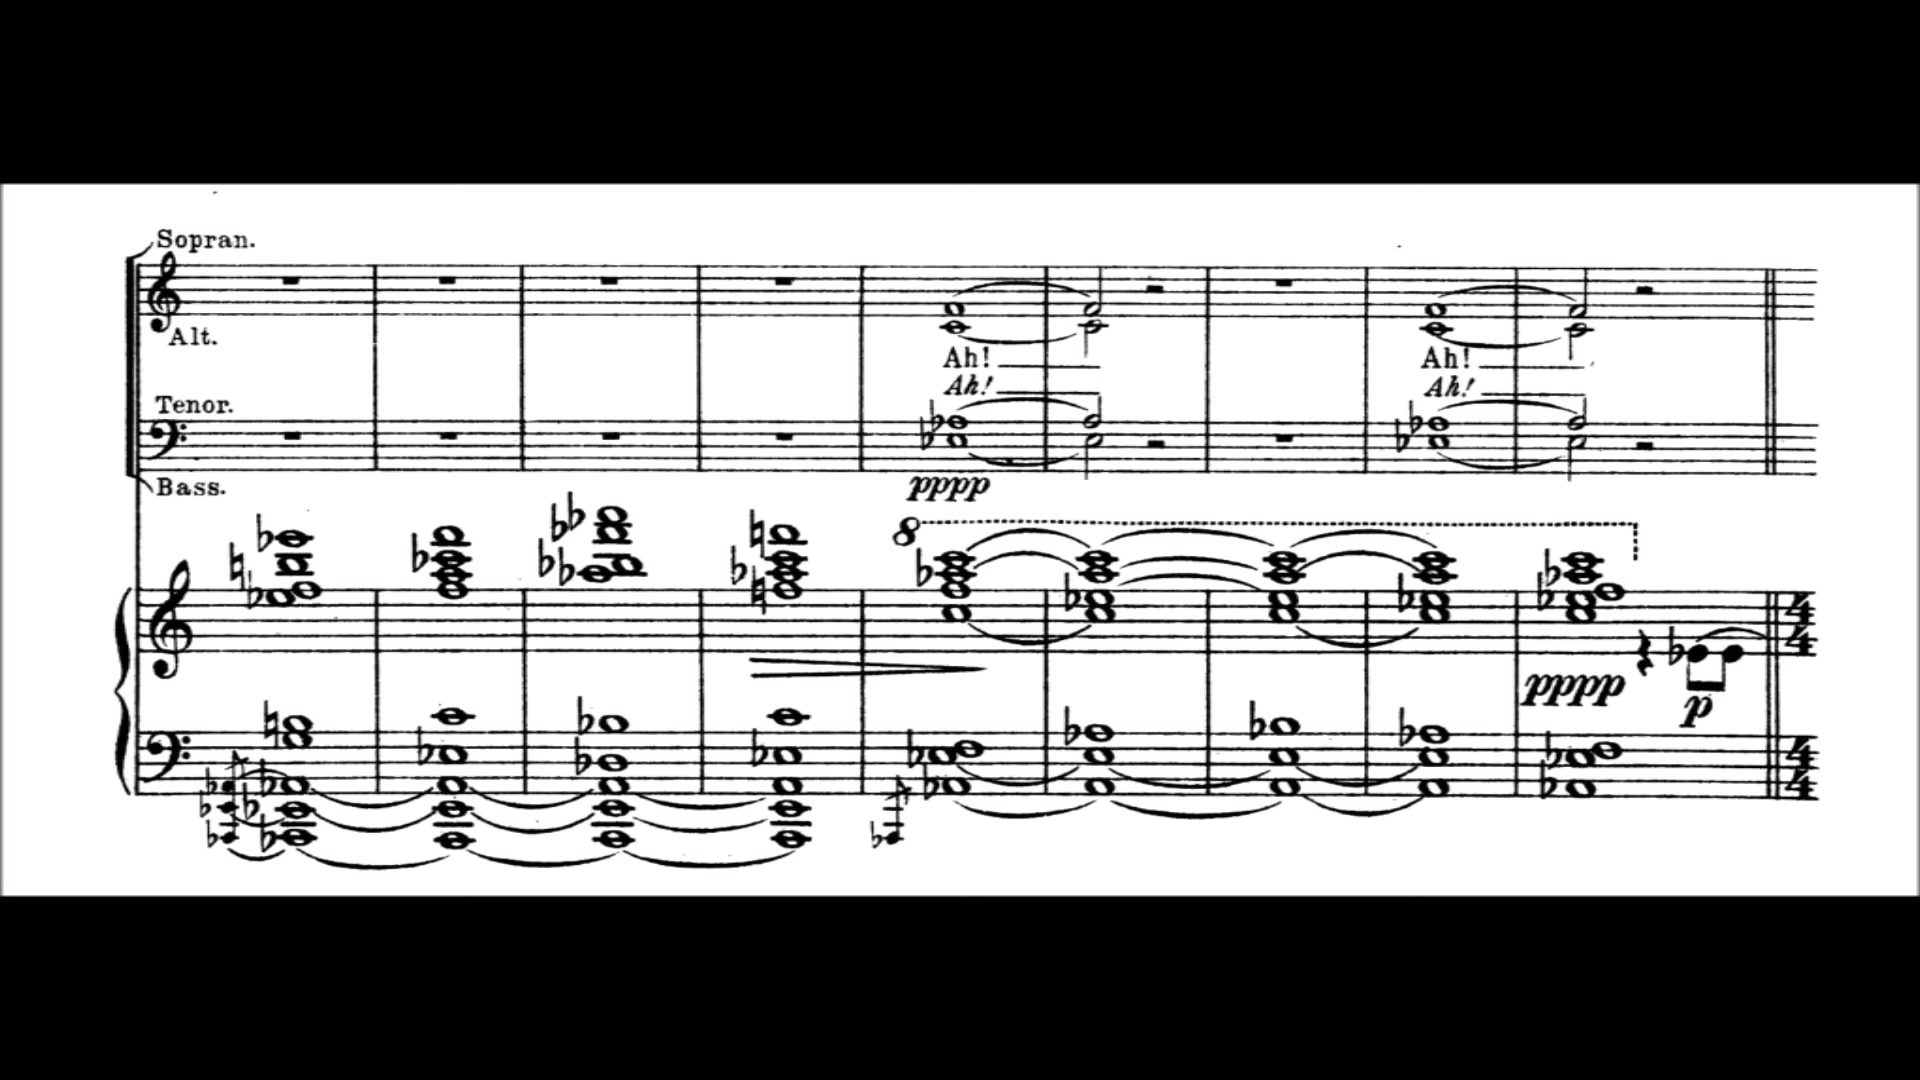 Sopran.
Alt.
Ah! Ah!
Ah! Ah!
Tenor.
Bass.
pppp
8
pppp
p
4 4
4 4